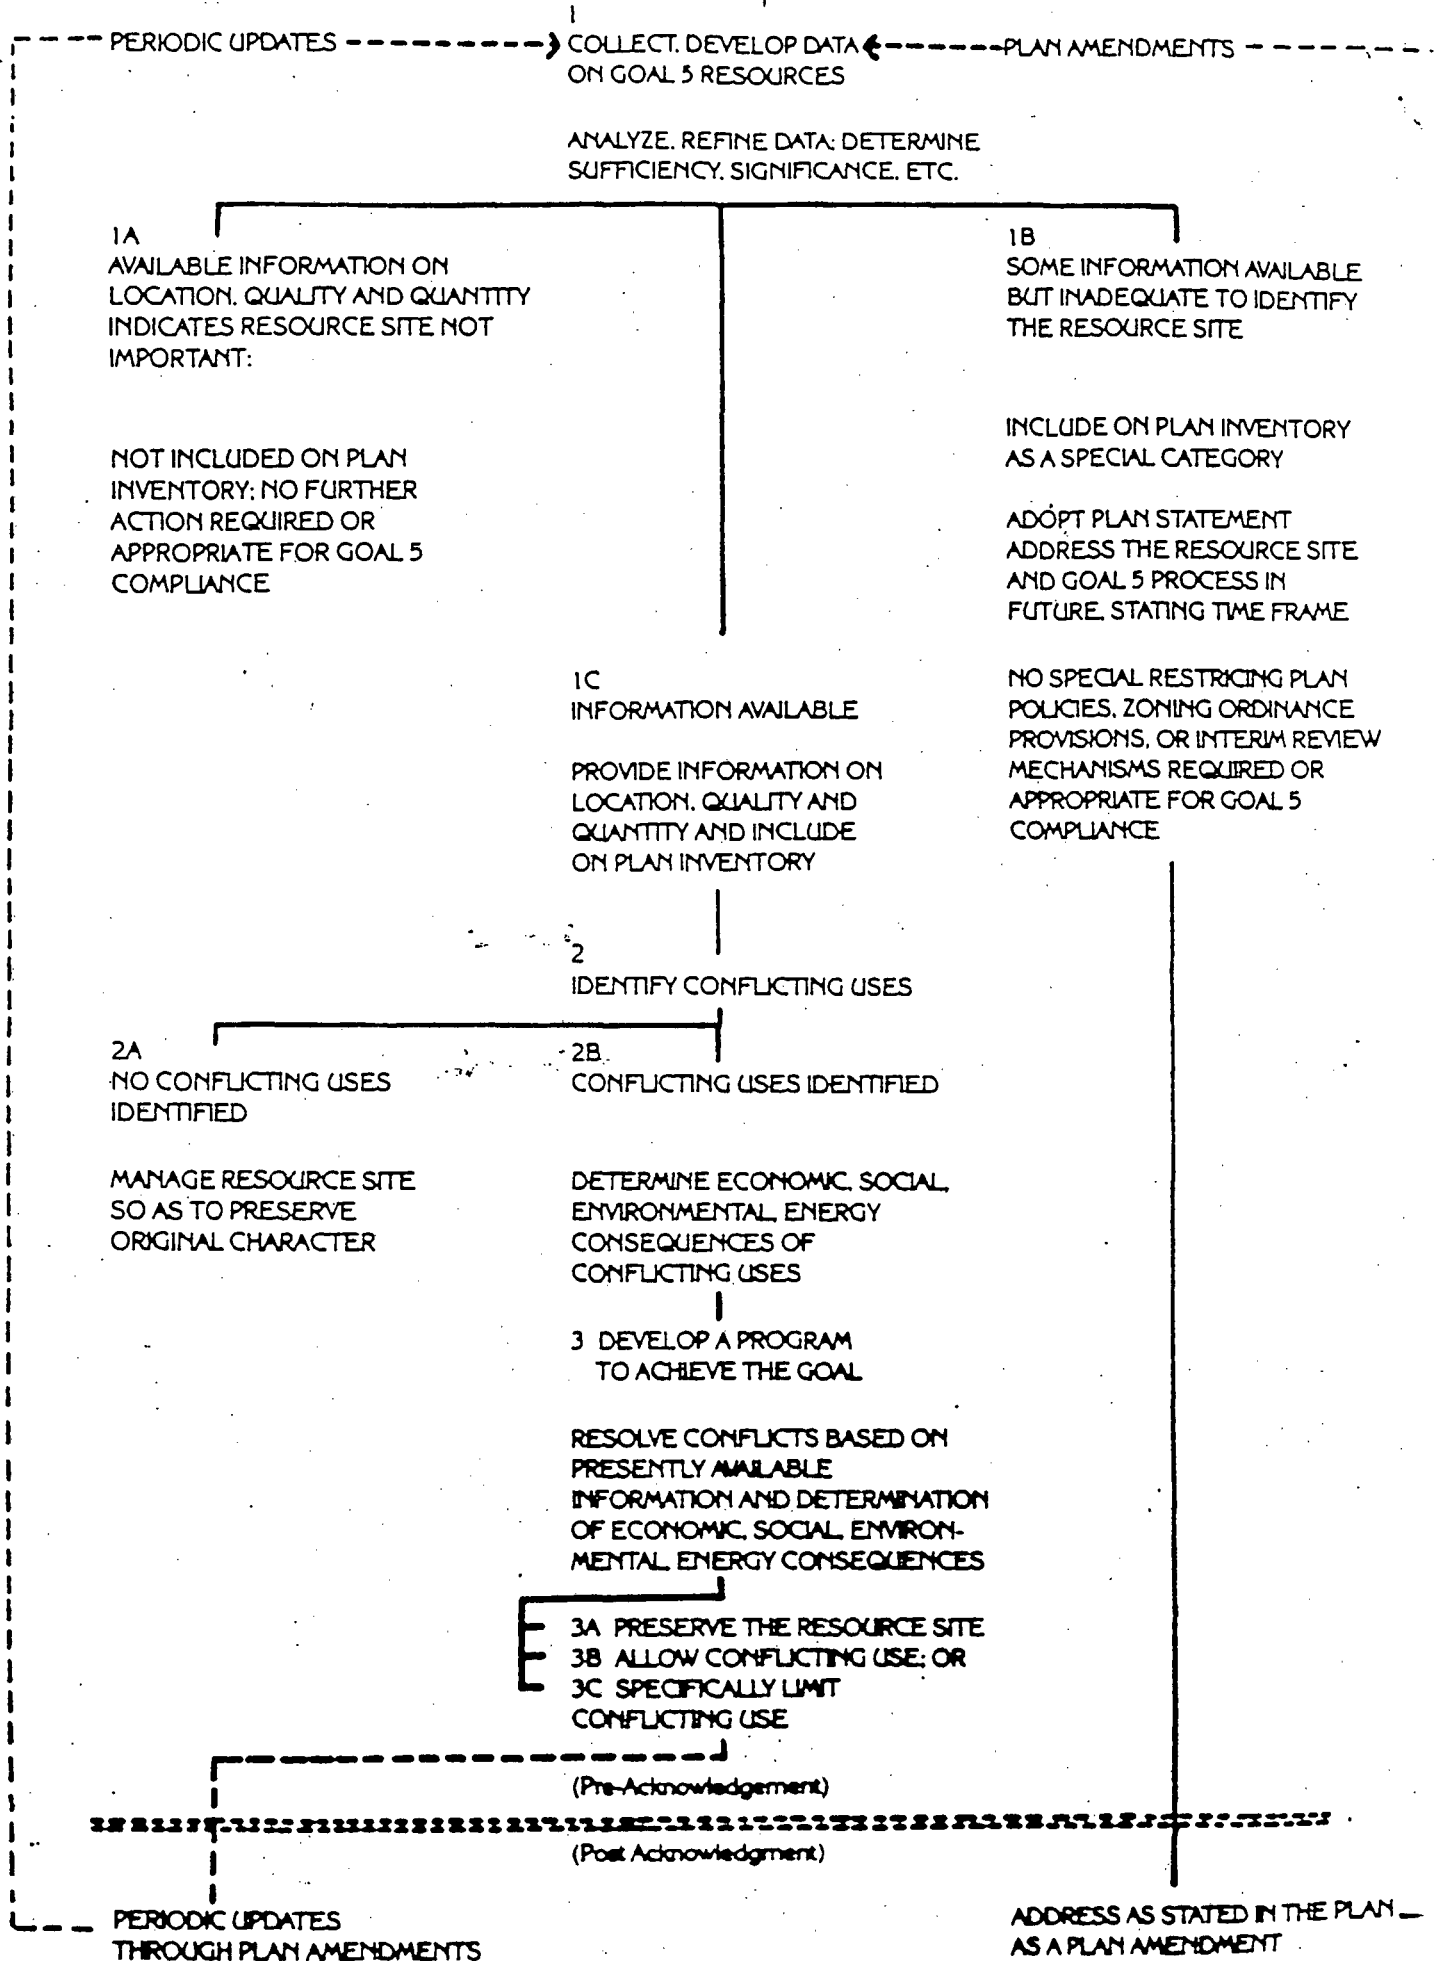 1
PERIODIC UPDATES
COLLECT, DEVELOP DATA
ON GOAL 5 RESOURCES
PLAN AMENDMENTS
ANALYZE, REFINE DATA: DETERMINE
SUFFICIENCY, SIGNIFICANCE, ETC.
1A
AVAILABLE INFORMATION ON
LOCATION, QUALITY AND QUANTITY
INDICATES RESOURCE SITE NOT
IMPORTANT:
NOT INCLUDED ON PLAN
INVENTORY: NO FURTHER
ACTION REQUIRED OR
APPROPRIATE FOR GOAL 5
COMPLIANCE
1B
SOME INFORMATION AVAILABLE
BUT INADEQUATE TO IDENTIFY
THE RESOURCE SITE
INCLUDE ON PLAN INVENTORY
AS A SPECIAL CATEGORY
ADOPT PLAN STATEMENT
ADDRESS THE RESOURCE SITE
AND GOAL 5 PROCESS IN
FUTURE, STATING TIME FRAME
NO SPECIAL RESTRICING PLAN
POLICIES, ZONING ORDINANCE
PROVISIONS, OR INTERIM REVIEW
MECHANISMS REQUIRED OR
APPROPRIATE FOR GOAL 5
COMPLIANCE
1C
INFORMATION AVAILABLE
PROVIDE INFORMATION ON
LOCATION, QUALITY AND
QUANTITY AND INCLUDE
ON PLAN INVENTORY
2
IDENTIFY CONFLICTING USES
2A
NO CONFLICTING USES
IDENTIFIED
MANAGE RESOURCE SITE
SO AS TO PRESERVE
ORIGINAL CHARACTER
2B
CONFLICTING USES IDENTIFIED
DETERMINE ECONOMIC, SOCIAL,
ENVIRONMENTAL, ENERGY
CONSEQUENCES OF
CONFLICTING USES
3 DEVELOP A PROGRAM
TO ACHIEVE THE GOAL
RESOLVE CONFLICTS BASED ON
PRESENTLY AVAILABLE
INFORMATION AND DETERMINATION
OF ECONOMIC, SOCIAL, ENVIRON-
MENTAL, ENERGY CONSEQUENCES
3A PRESERVE THE RESOURCE SITE
3B ALLOW CONFLICTING USE; OR
3C SPECIFICALLY LIMIT
CONFLICTING USE
(Pre-Acknowledgement)
(Post Acknowledgment)
PERIODIC UPDATES
THROUGH PLAN AMENDMENTS
ADDRESS AS STATED IN THE PLAN
AS A PLAN AMENDMENT